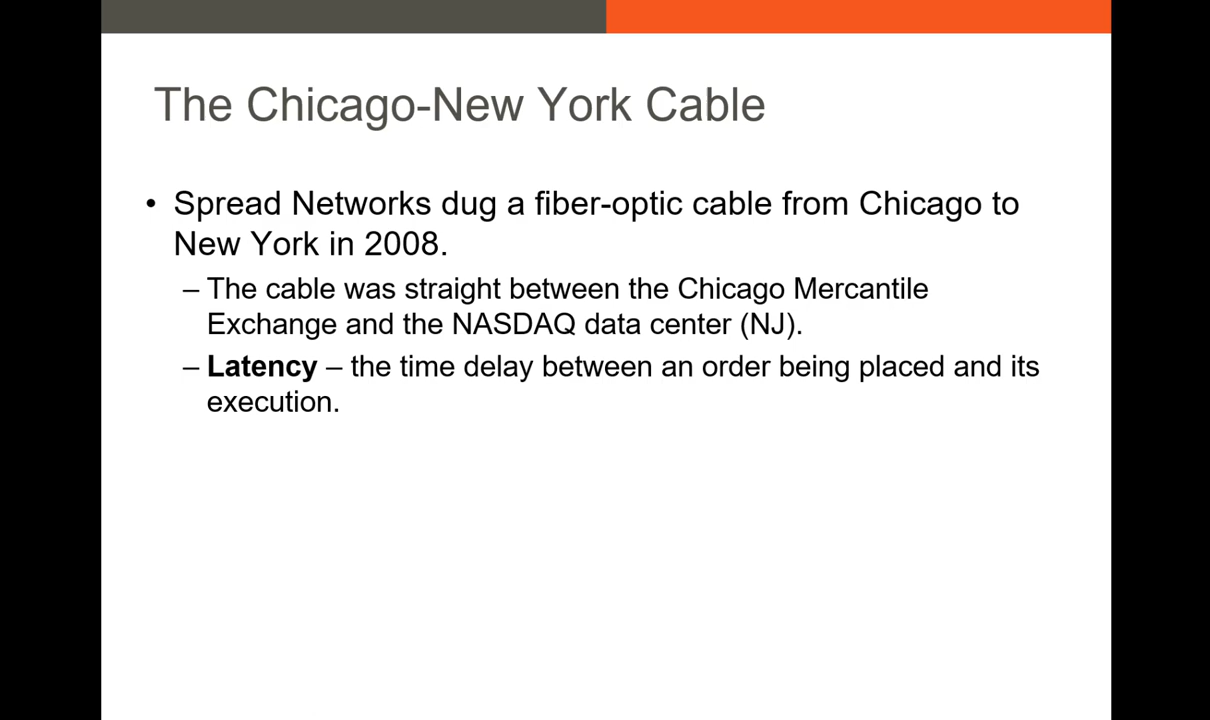 The Chicago-New York Cable
• Spread Networks dug a fiber-optic cable from Chicago to
New York in 2008.
– The cable was straight between the Chicago Mercantile
Exchange and the NASDAQ data center (NJ).
– Latency – the time delay between an order being placed and its
execution.